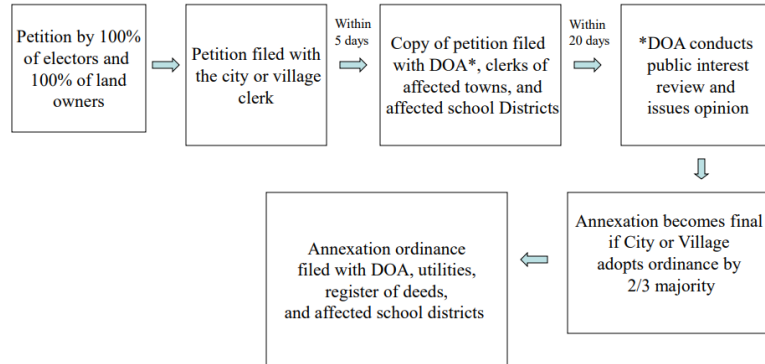 Petition by 100%
of electors and
100% of land
owners
Petition filed with
the city or village
clerk
Within
5 days
Copy of petition filed
with DOA*, clerks of
affected towns, and
affected school Districts
Within
20 days
*DOA conducts
public interest
review and
issues opinion
Annexation becomes final
if City or Village
adopts ordinance by
2/3 majority
Annexation ordinance
filed with DOA, utilities,
register of deeds,
and affected school districts